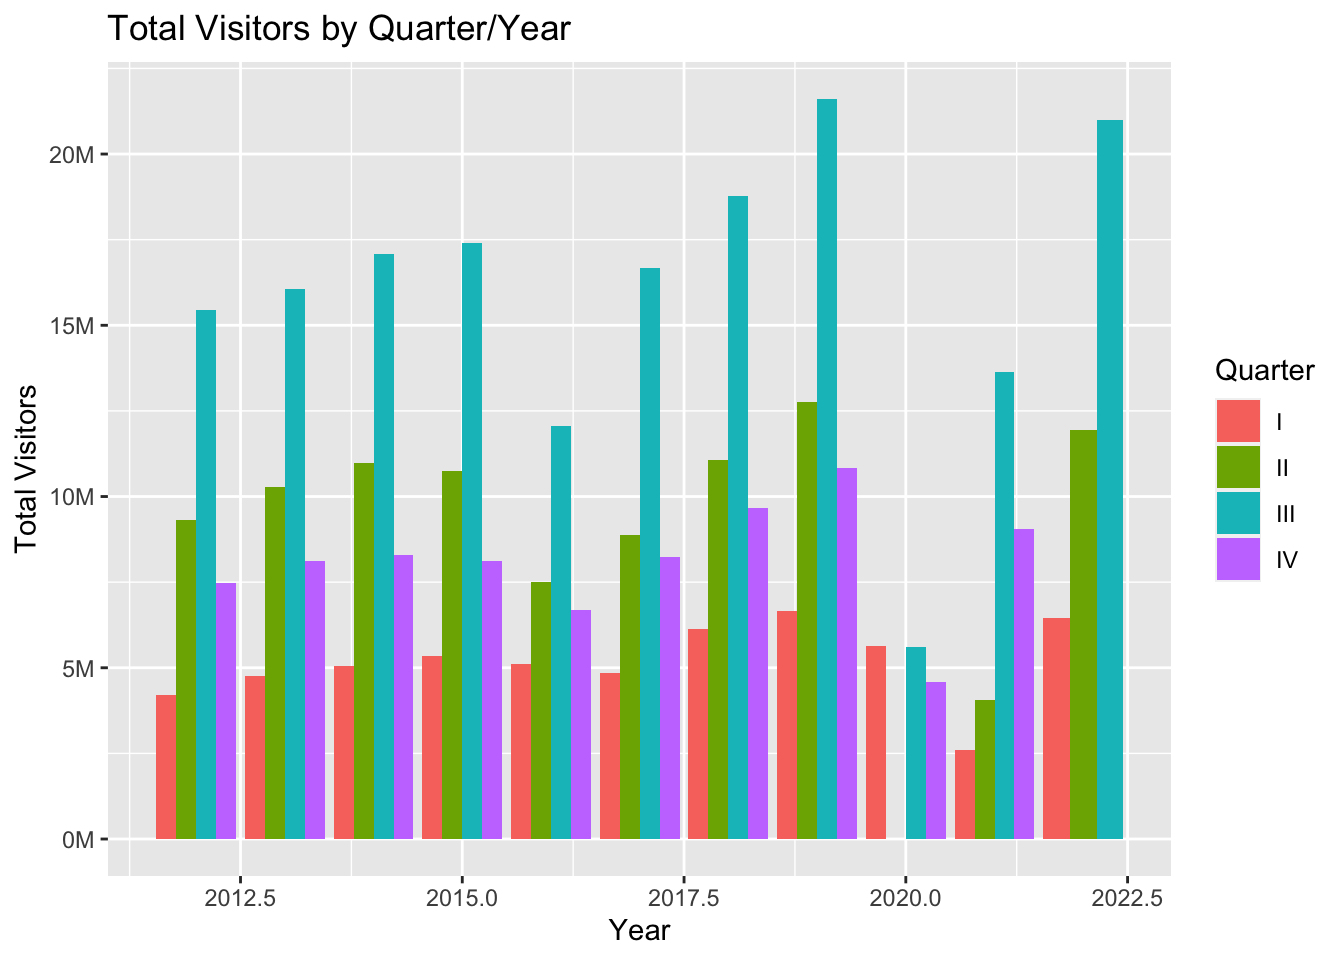 Total Visitors by Quarter/Year
20M
15M
10M
5M
0M
Total Visitors
2012.5
2015.0
2017.5
2020.0
2022.5
Year
Quarter
I
II
III
IV